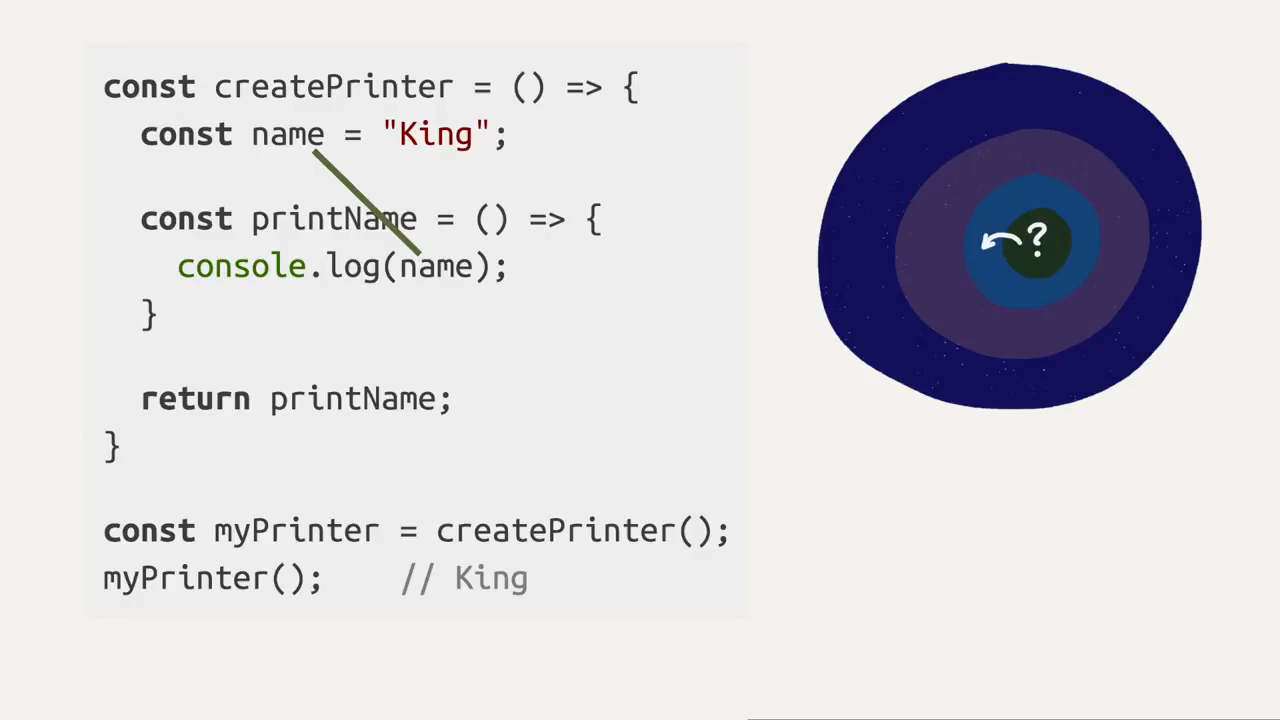 const createPrinter = () => {
  const name = "King";
  const printName = () => {
    console.log(name);
  }
  return printName;
}
const myPrinter = createPrinter();
myPrinter();    // King
?